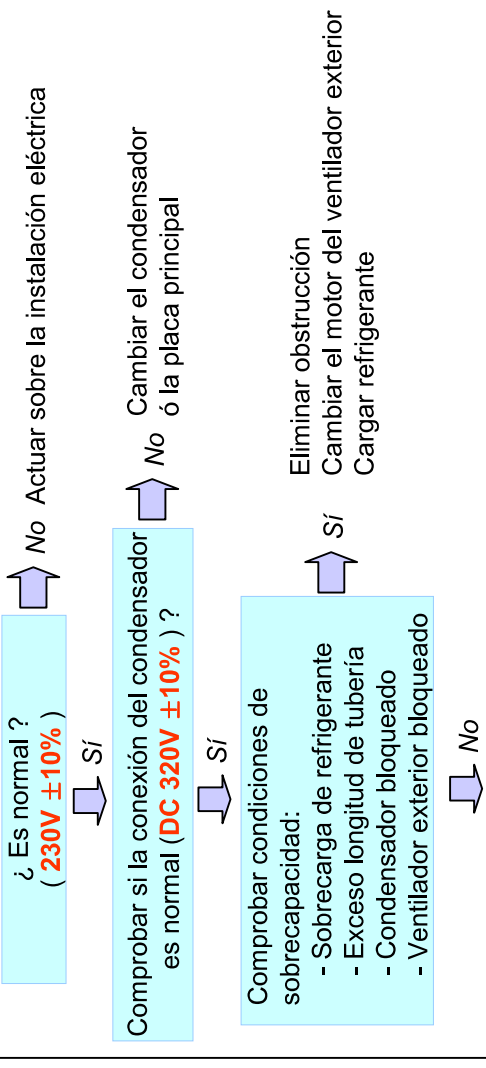 ¿ Es normal ?
( 230V ±10% )
No Actuar sobre la instalación eléctrica
Sí
Comprobar si la conexión del condensador
es normal (DC 320V ±10% ) ?
No
Cambiar el condensador
ó la placa principal
Sí
Comprobar condiciones de
sobrecapacidad:
- Sobrecarga de refrigerante
- Exceso longitud de tubería
- Condensador bloqueado
- Ventilador exterior bloqueado
Sí
Eliminar obstrucción
Cambiar el motor del ventilador exterior
Cargar refrigerante
No